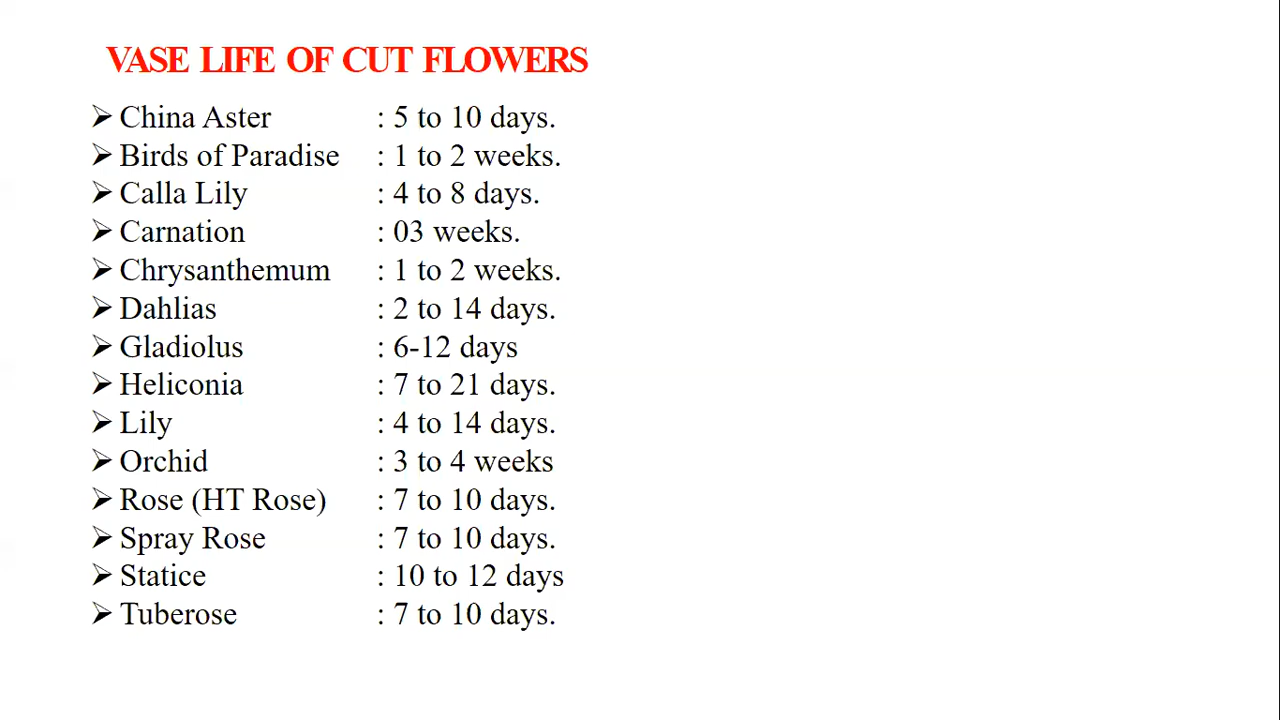 VASE LIFE OF CUT FLOWERS
➢ China Aster : 5 to 10 days.
➢ Birds of Paradise : 1 to 2 weeks.
➢ Calla Lily : 4 to 8 days.
➢ Carnation : 03 weeks.
➢ Chrysanthemum : 1 to 2 weeks.
➢ Dahlias : 2 to 14 days.
➢ Gladiolus : 6-12 days
➢ Heliconia : 7 to 21 days.
➢ Lily : 4 to 14 days.
➢ Orchid : 3 to 4 weeks
➢ Rose (HT Rose) : 7 to 10 days.
➢ Spray Rose : 7 to 10 days.
➢ Statice : 10 to 12 days
➢ Tuberose : 7 to 10 days.